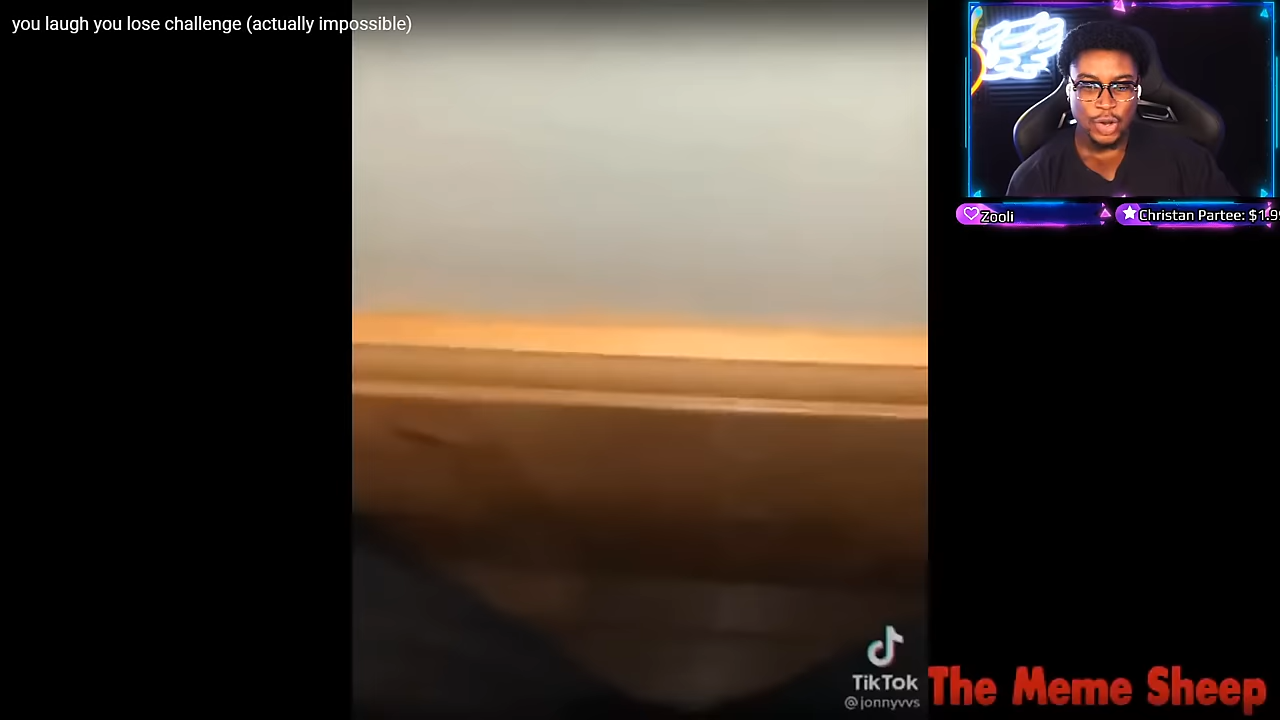 you laugh you lose challenge (actually impossible)
Zooli
Christan Partee: $1.9
TikTok
@jonnyvvs
The Meme Sheep